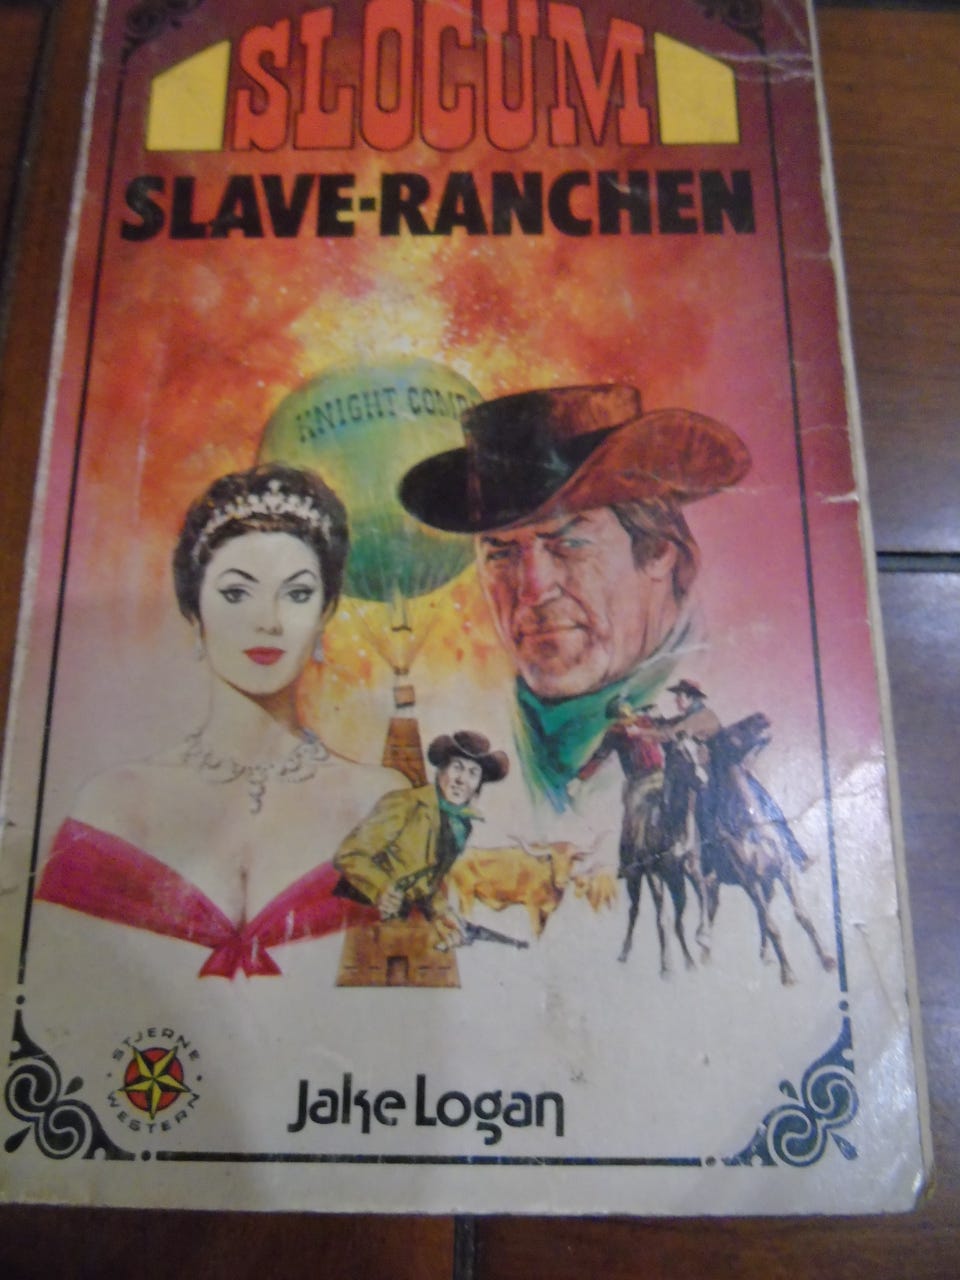 SLOCUM
SLAVE-RANCHEN
KNIGHT COMP
STJERNE
WESTERN
Jake Logan